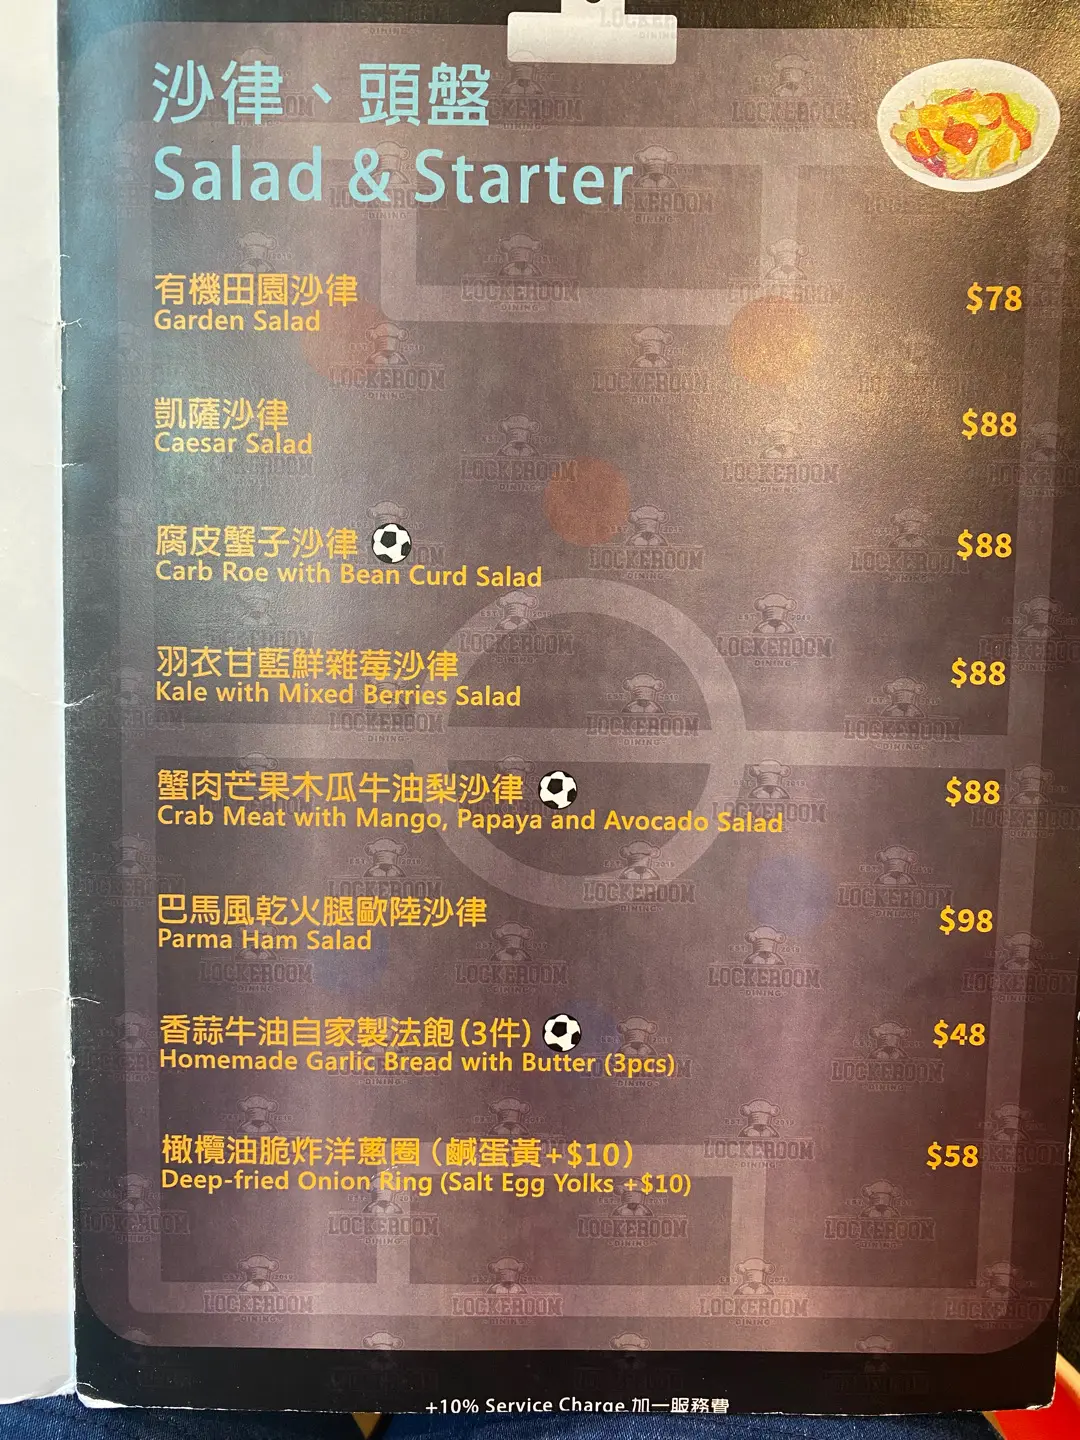 沙律、頭盤
Salad & Starter
有機田園沙律
$78
Garden Salad
凱薩沙律
$88
Caesar Salad
腐皮蟹子沙律
$88
Carb Roe with Bean Curd Salad
羽衣甘藍鮮雜莓沙律
$88
Kale with Mixed Berries Salad
蟹肉芒果木瓜牛油梨沙律
$88
Crab Meat with Mango, Papaya and Avocado Salad
巴馬風乾火腿歐陸沙律
$98
Parma Ham Salad
香蒜牛油自家製法飽(3件)
$48
Homemade Garlic Bread with Butter (3pcs)
橄欖油脆炸洋蔥圈(鹹蛋黃+$10)
$58
Deep-fried Onion Ring (Salt Egg Yolks +$10)
+10% Service Charge 加一服務費
LOCKEROOM
DINING
EST 2019